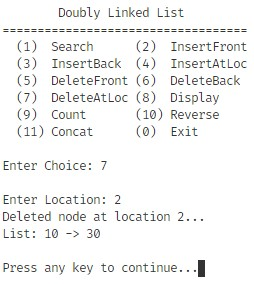 Doubly Linked List
==================================
(1) Search (2) InsertFront
(3) InsertBack (4) InsertAtLoc
(5) DeleteFront (6) DeleteBack
(7) DeleteAtLoc (8) Display
(9) Count (10) Reverse
(11) Concat (0) Exit
Enter Choice: 7
Enter Location: 2
Deleted node at location 2...
List: 10 -> 30
Press any key to continue...